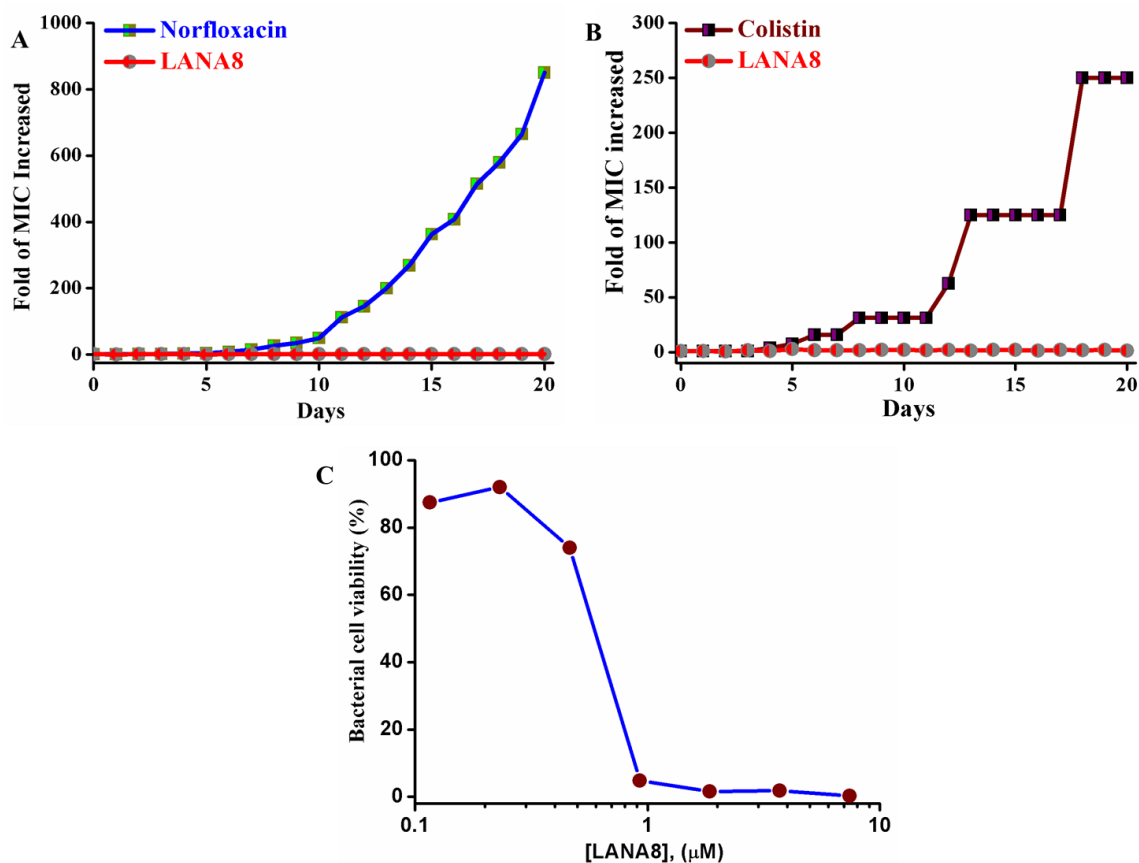 A
Norfloxacin
LANA8
Fold of MIC Increased
1000
800
600
400
200
0
0 5 10 15 20
Days
B
Colistin
LANA8
Fold of MIC increased
300
250
200
150
100
50
0
0 5 10 15 20
Days
C
Bacterial cell viability (%)
100
80
60
40
20
0
0.1 1 10
[LANA8], (μM)